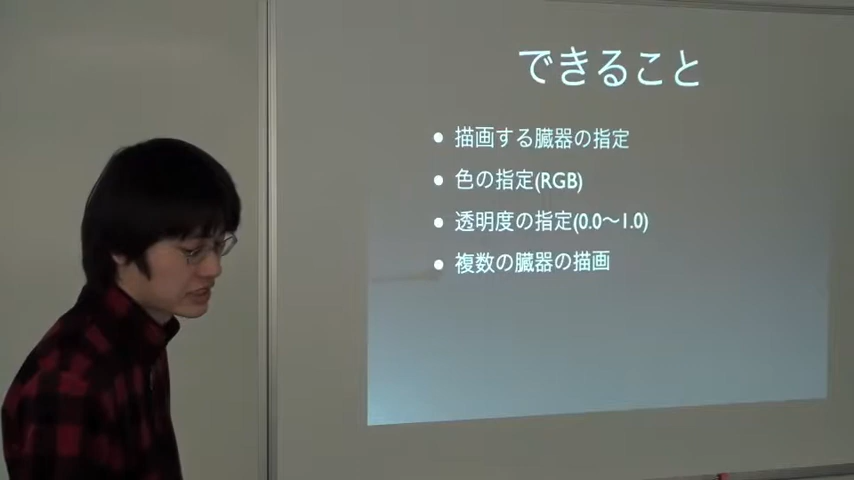 できること
• 描画する臓器の指定
• 色の指定(RGB)
• 透明度の指定(0.0〜1.0)
• 複数の臓器の描画